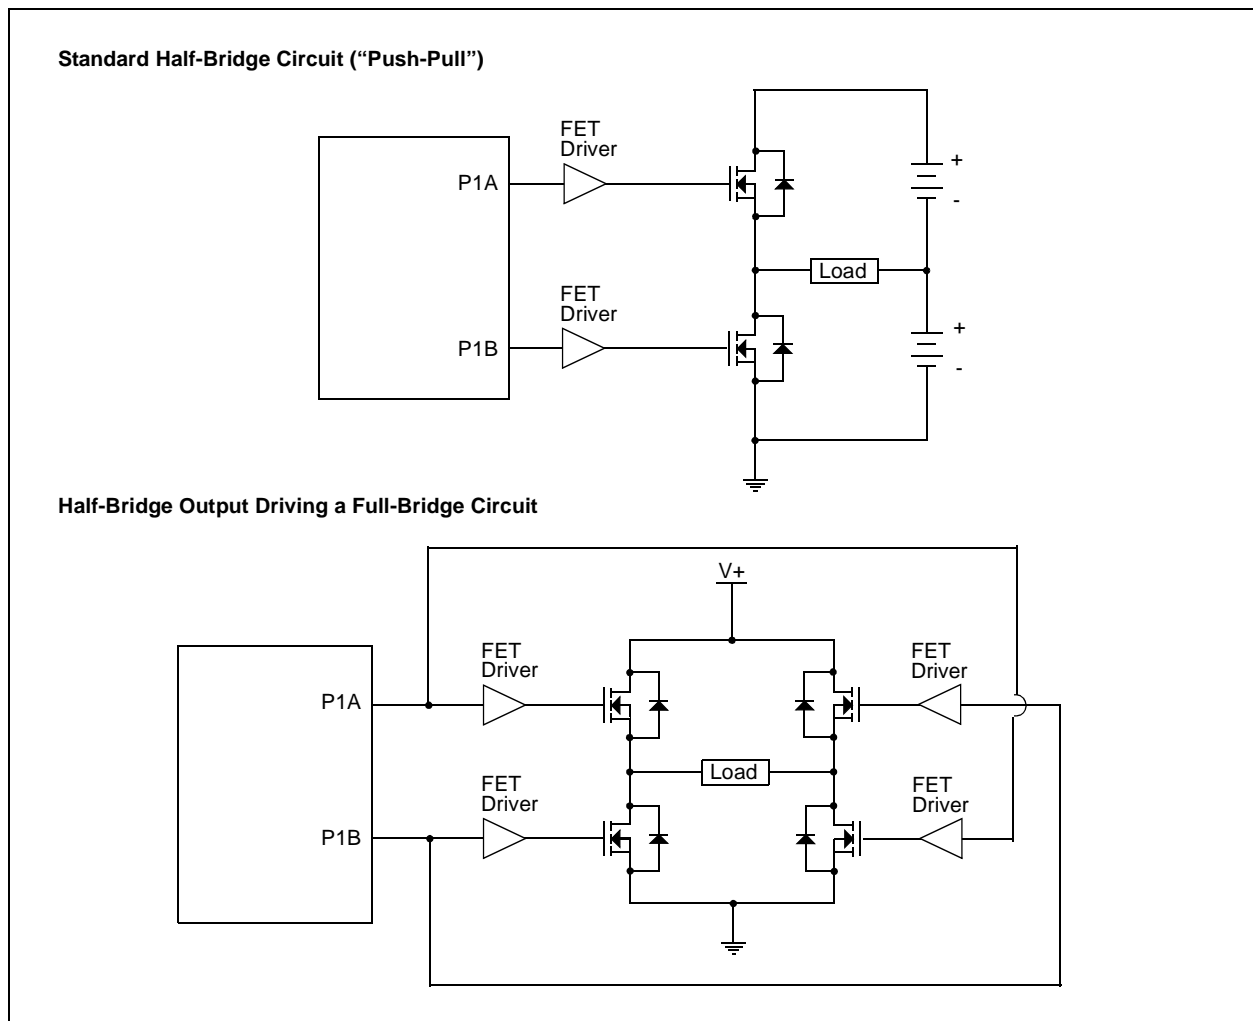 Standard Half-Bridge Circuit (“Push-Pull”)
FET
Driver
P1A
+
-
Load
FET
Driver
P1B
+
-
Half-Bridge Output Driving a Full-Bridge Circuit
V+
FET
Driver
FET
Driver
P1A
Load
FET
Driver
FET
Driver
P1B